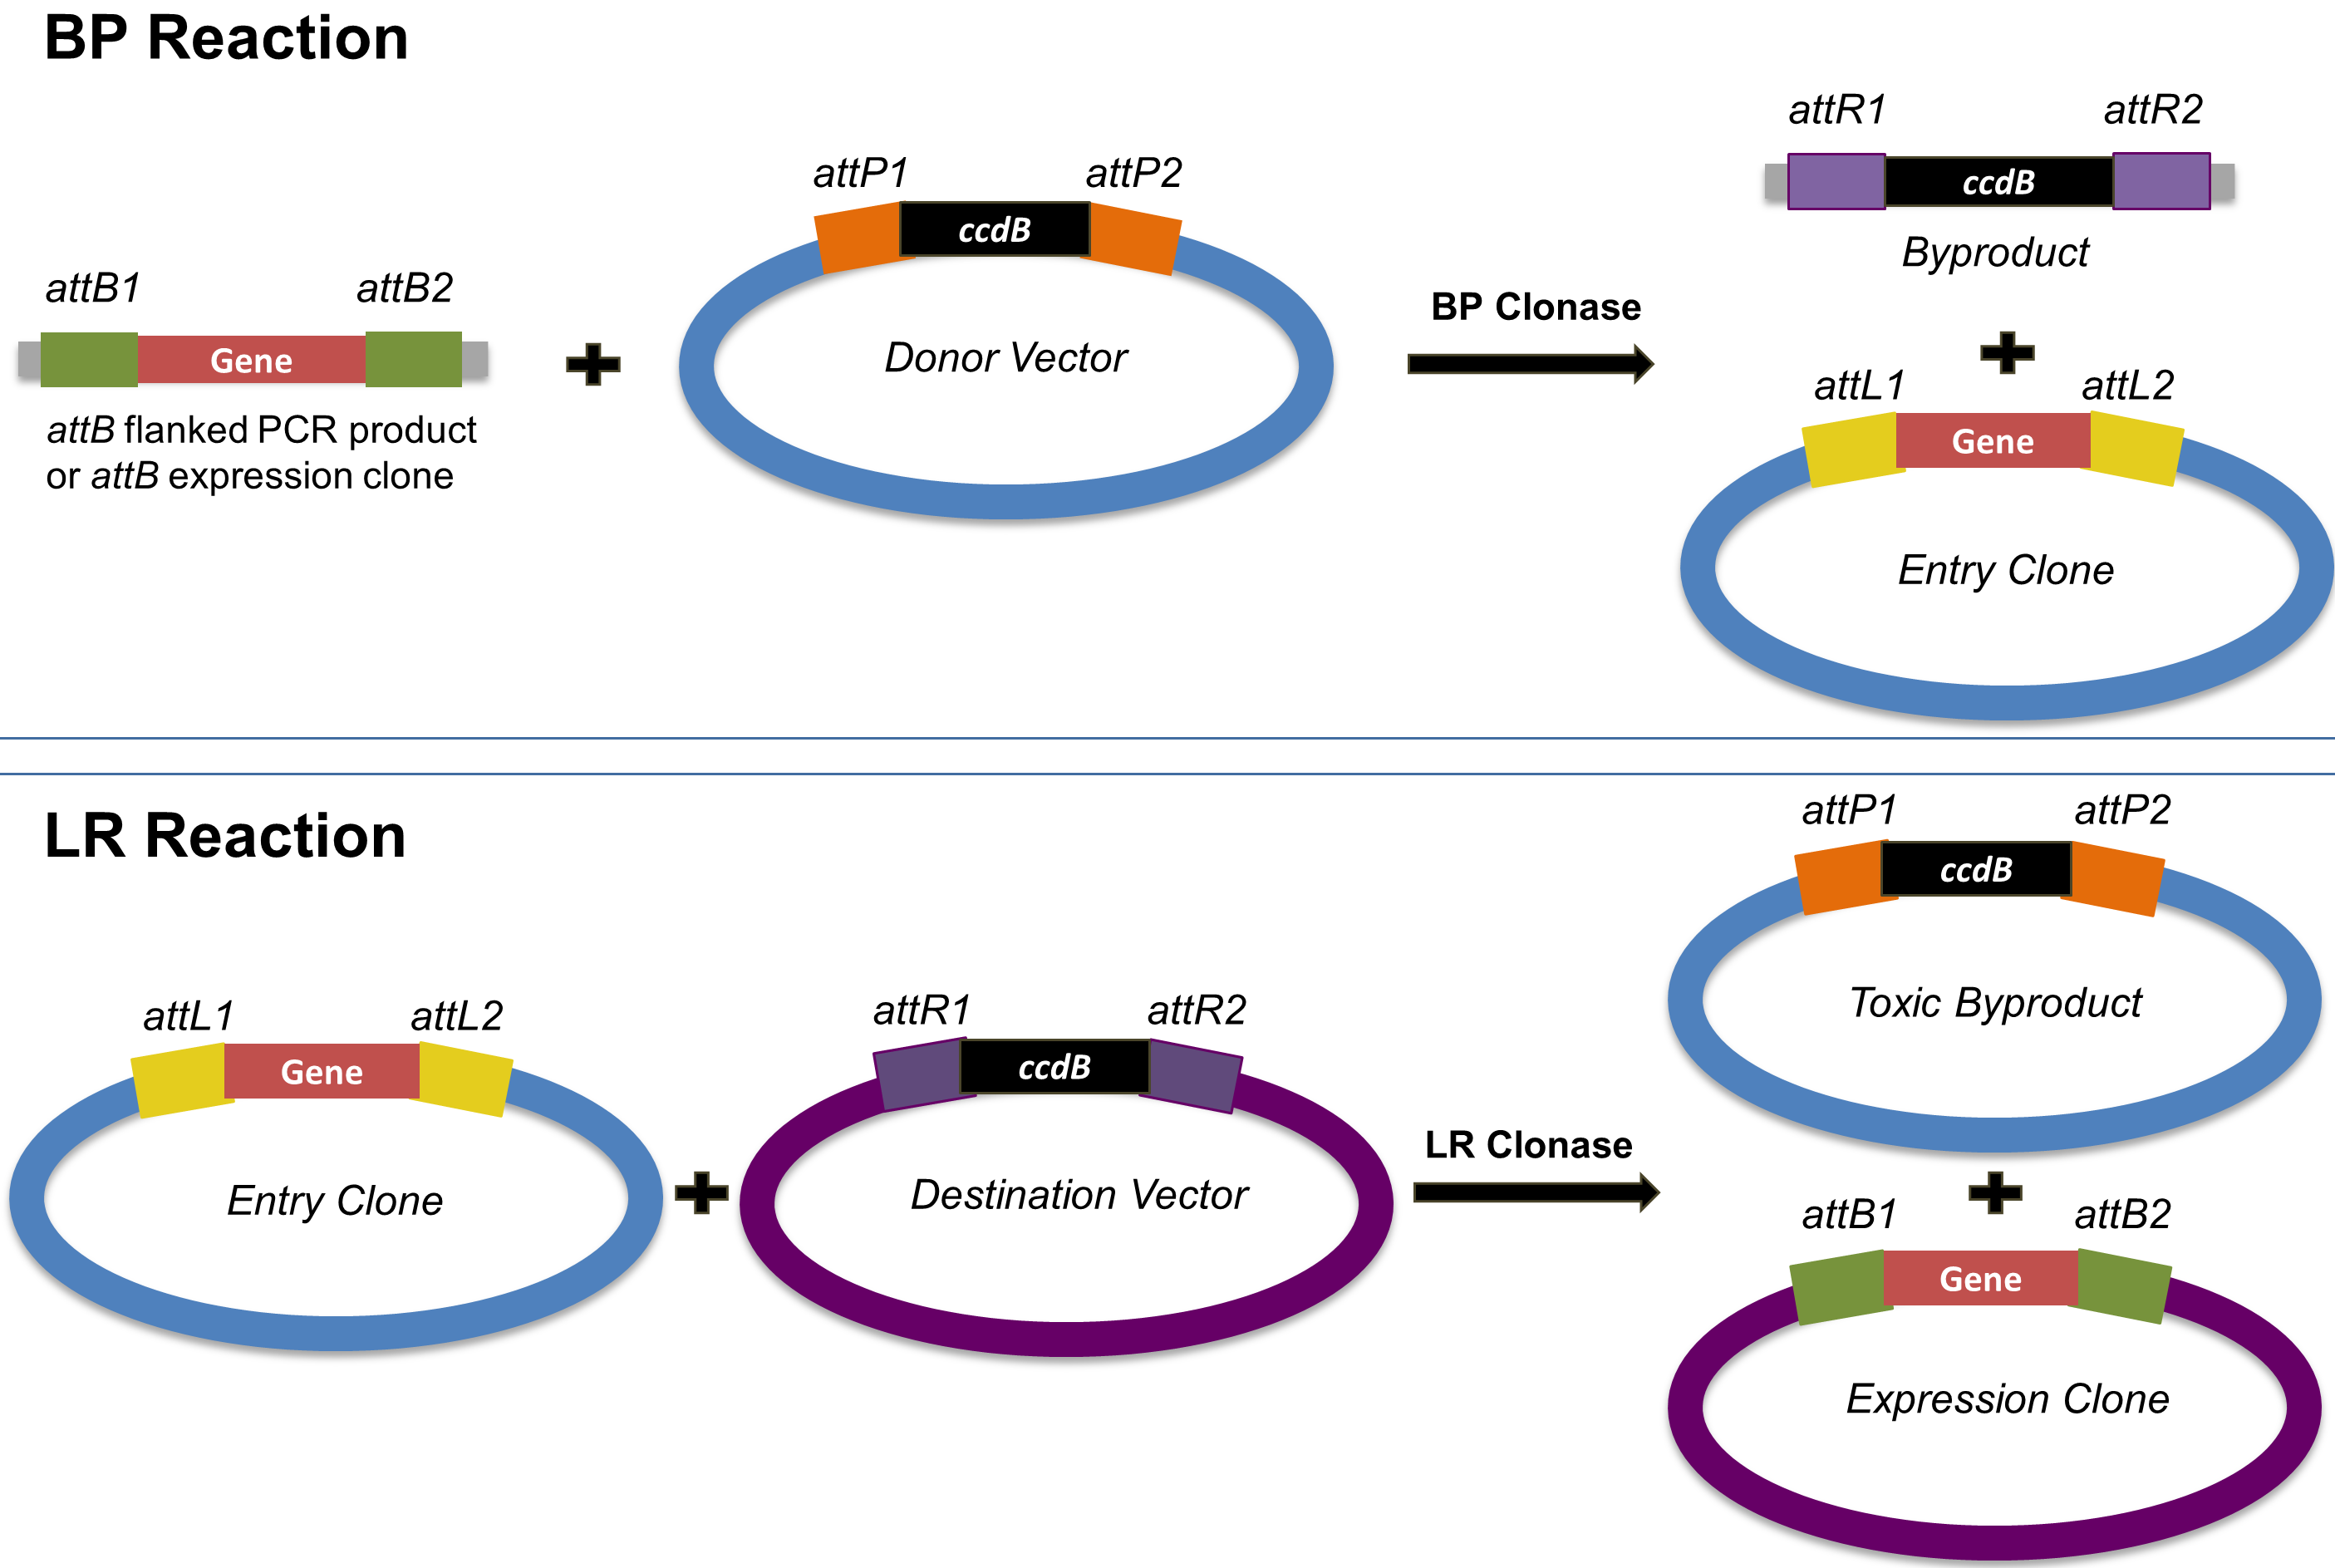 BP Reaction
attR1
attR2
ccdB
Byproduct
attP1
attP2
ccdB
Donor Vector
attB1
attB2
Gene
attB flanked PCR product
or attB expression clone
BP Clonase
attL1
attL2
Gene
Entry Clone
LR Reaction
attP1
attP2
ccdB
Toxic Byproduct
attL1
attL2
Gene
Entry Clone
attR1
attR2
ccdB
Destination Vector
LR Clonase
attB1
attB2
Gene
Expression Clone